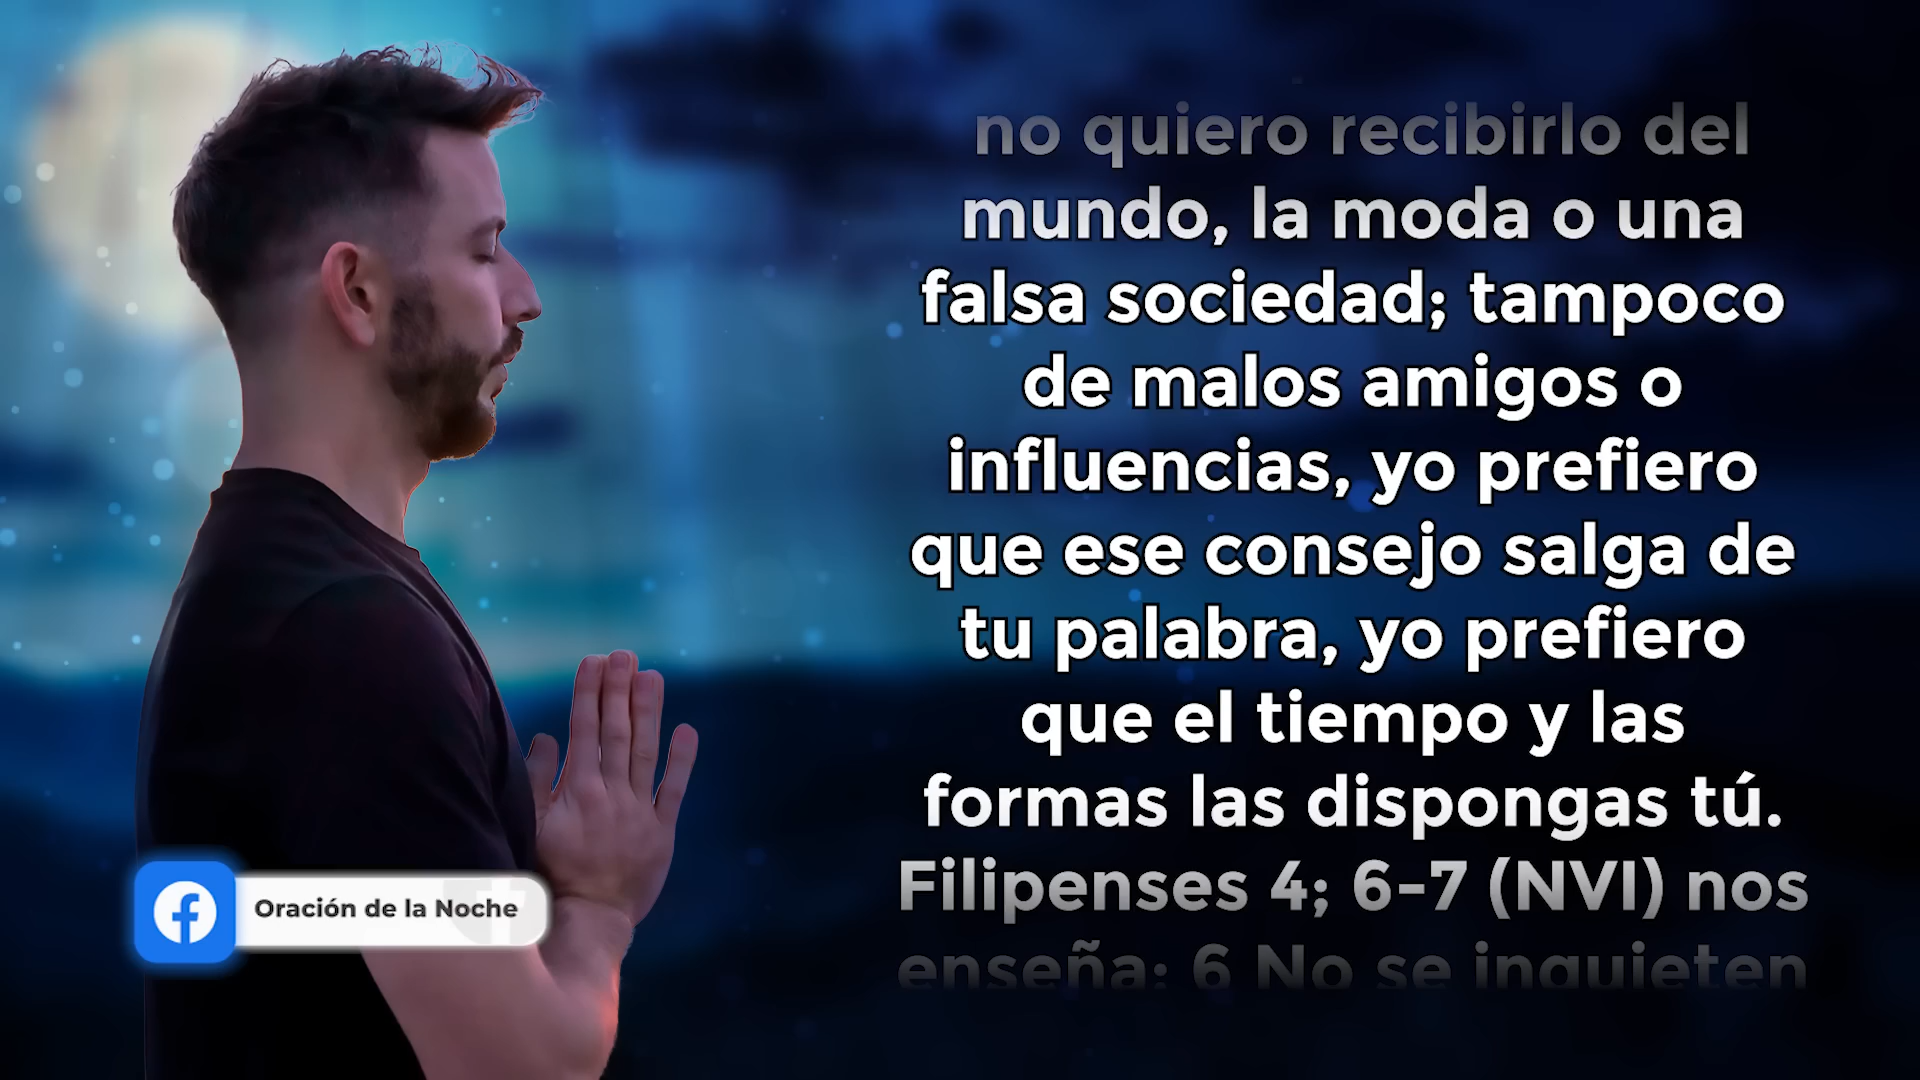 no quiero recibirlo del
mundo, la moda o una
falsa sociedad; tampoco
de malos amigos o
influencias, yo prefiero
que ese consejo salga de
tu palabra, yo prefiero
que el tiempo y las
formas las dispongas tú.
Filipenses 4; 6-7 (NVI) nos
enseña: 6 No se inquieten
Oración de la Noche